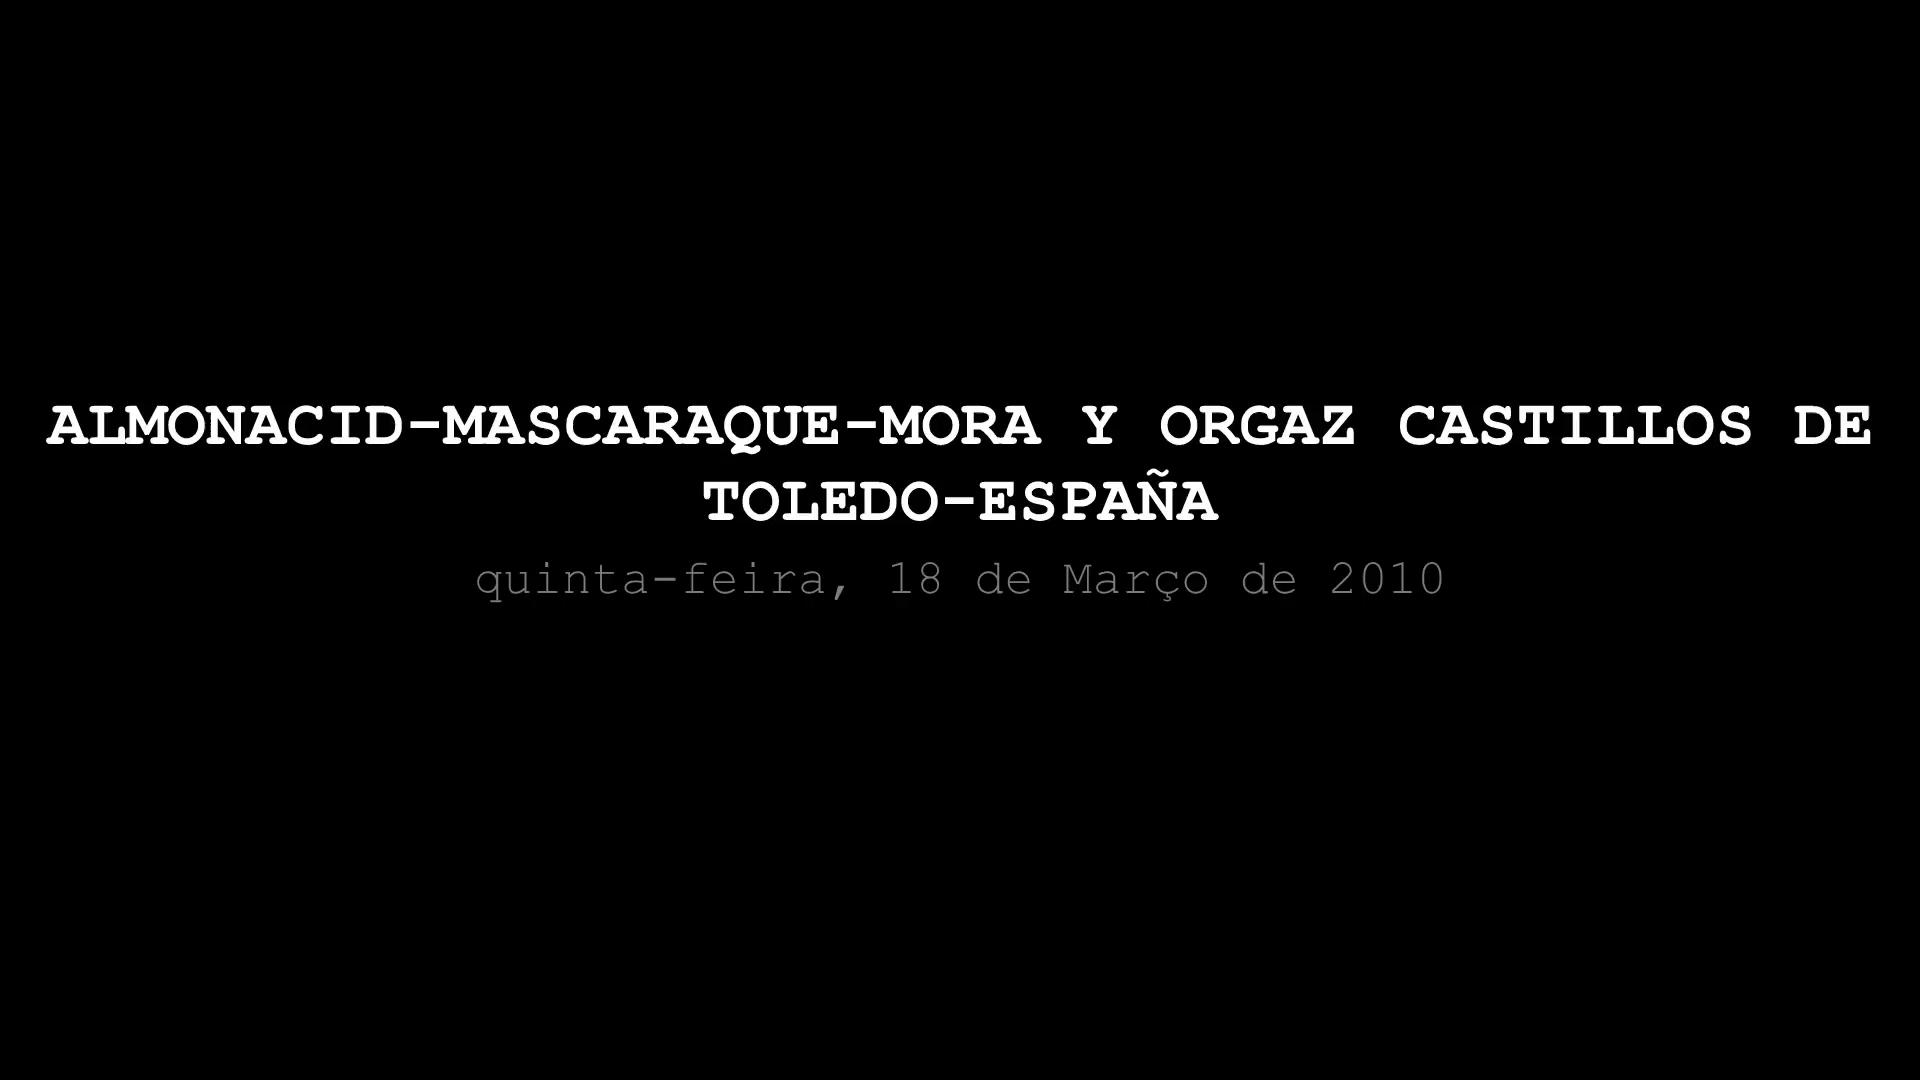 ALMONACID-MASCARAQUE-MORA Y ORGAZ CASTILLOS DE
TOLEDO-ESPAÑA
quinta-feira, 18 de Março de 2010